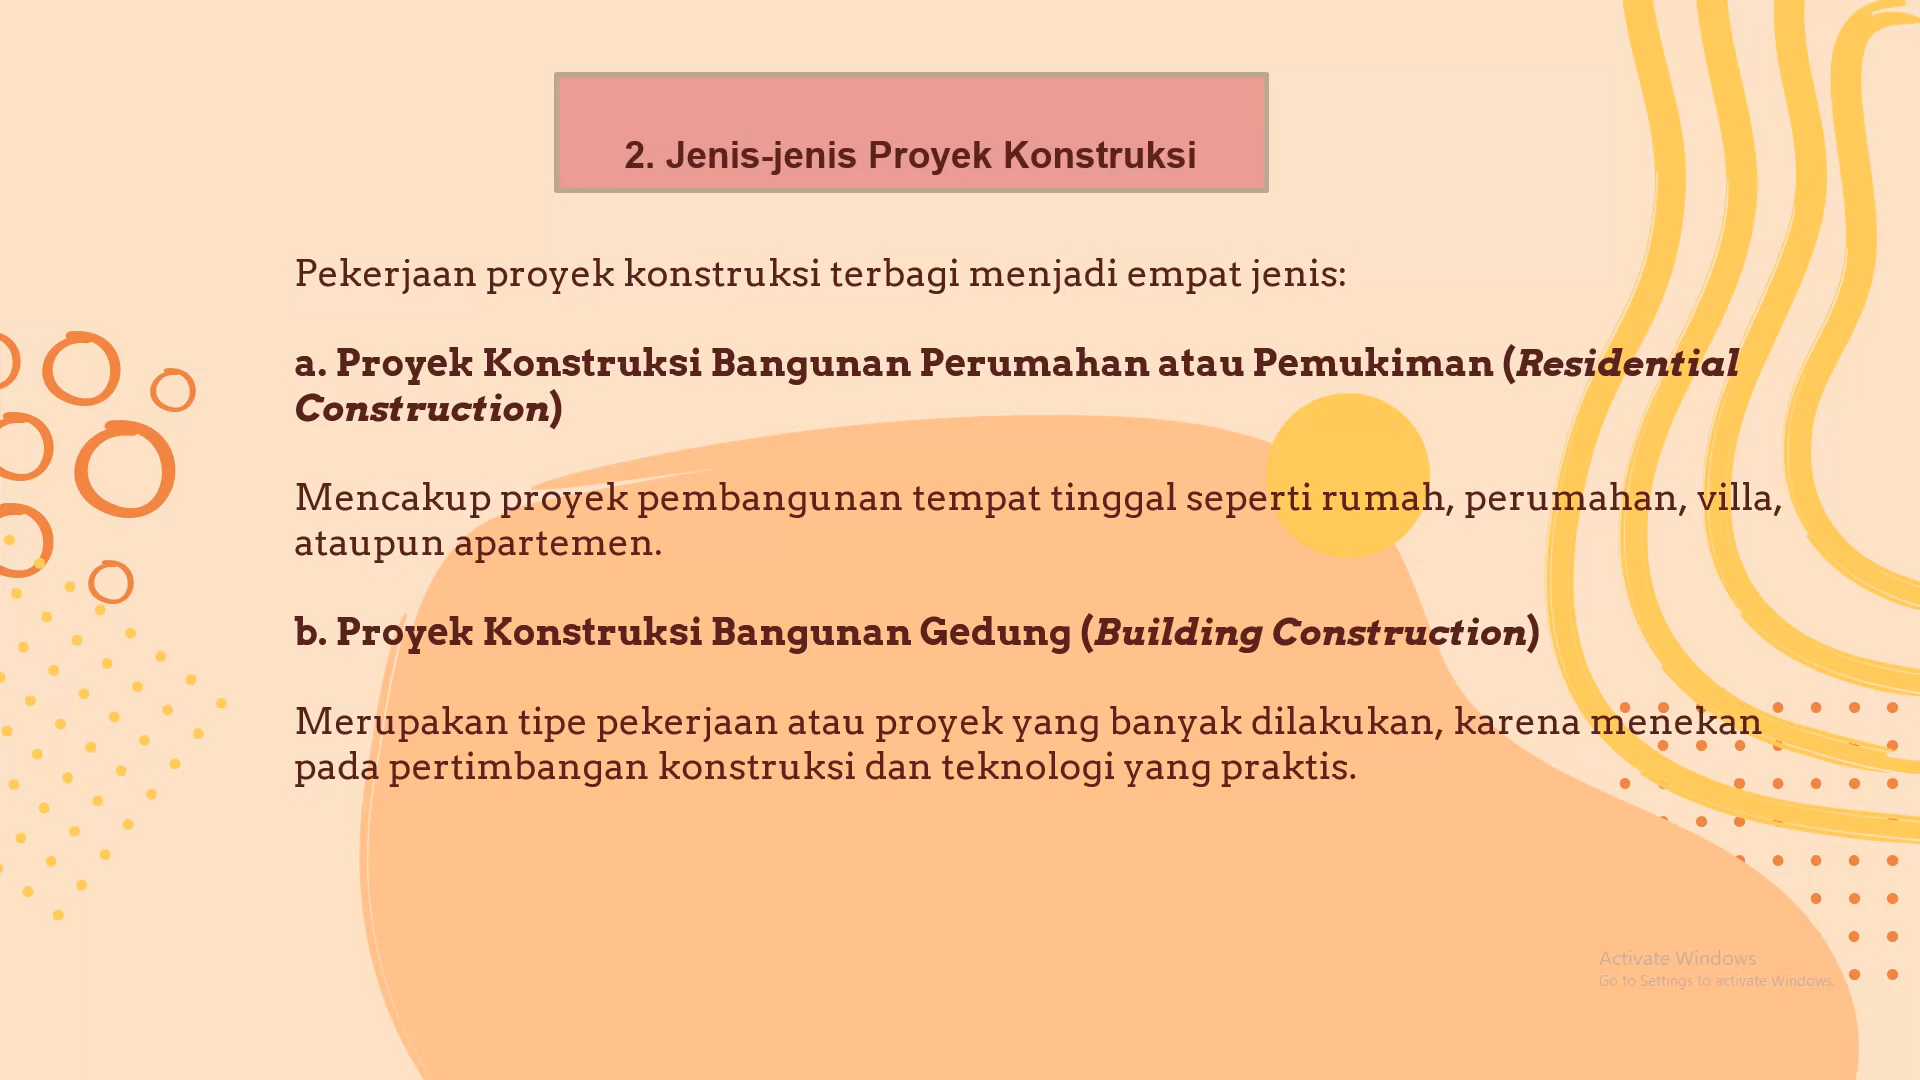 2. Jenis-jenis Proyek Konstruksi
Pekerjaan proyek konstruksi terbagi menjadi empat jenis:
a. Proyek Konstruksi Bangunan Perumahan atau Pemukiman (Residential
Construction)
Mencakup proyek pembangunan tempat tinggal seperti rumah, perumahan, villa,
ataupun apartemen.
b. Proyek Konstruksi Bangunan Gedung (Building Construction)
Merupakan tipe pekerjaan atau proyek yang banyak dilakukan, karena menekan
pada pertimbangan konstruksi dan teknologi yang praktis.
Activate Windows
Go to Settings to activate Windows.